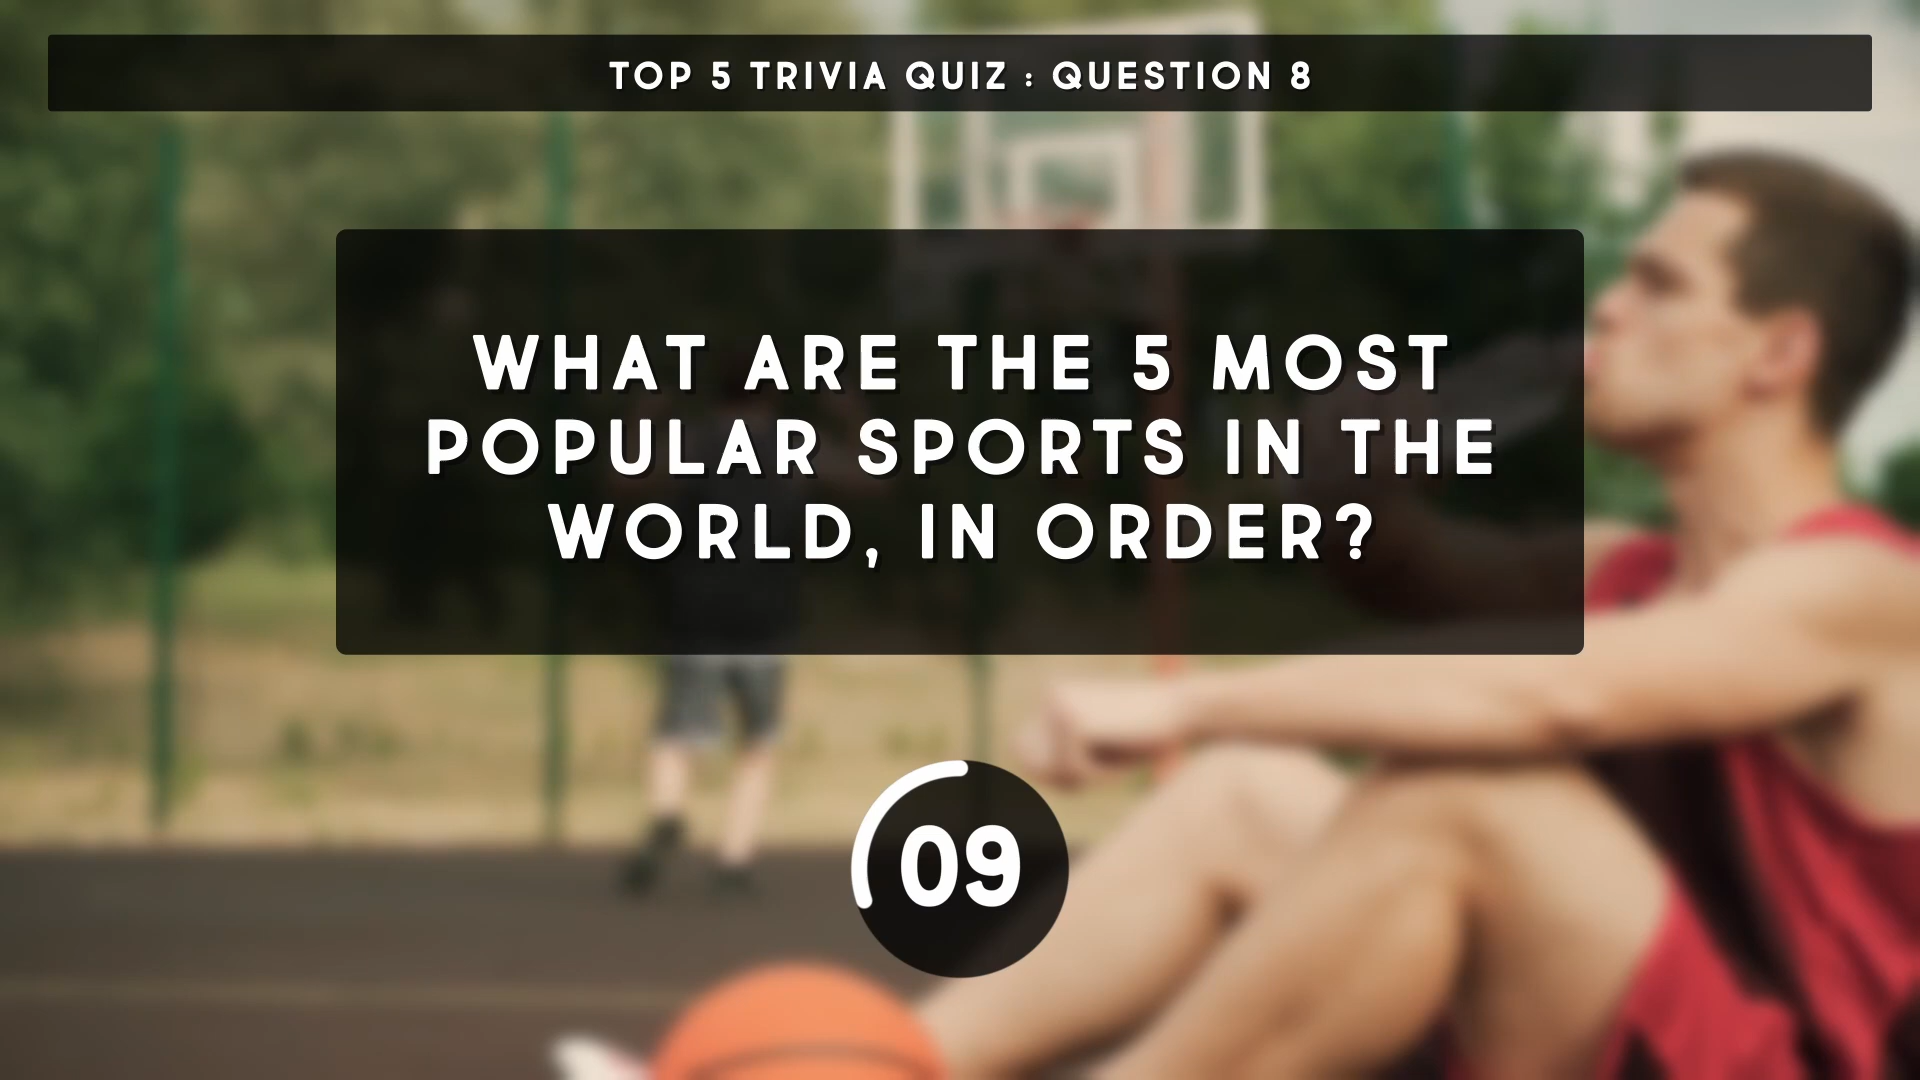 TOP 5 TRIVIA QUIZ : QUESTION 8
WHAT ARE THE 5 MOST
POPULAR SPORTS IN THE
WORLD, IN ORDER?
09